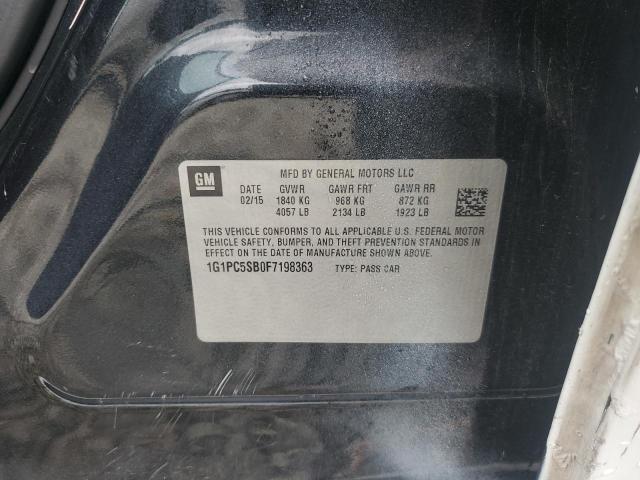 GM
MFD BY GENERAL MOTORS LLC
DATE GVWR GAWR FRT GAWR RR
02/15 1840 KG 968 KG 872 KG
4057 LB 2134 LB 1923 LB
THIS VEHICLE CONFORMS TO ALL APPLICABLE U.S. FEDERAL MOTOR
VEHICLE SAFETY, BUMPER, AND THEFT PREVENTION STANDARDS IN
EFFECT ON THE DATE OF MANUFACTURE SHOWN ABOVE.
1G1PC5SB0F7198363 TYPE: PASS CAR